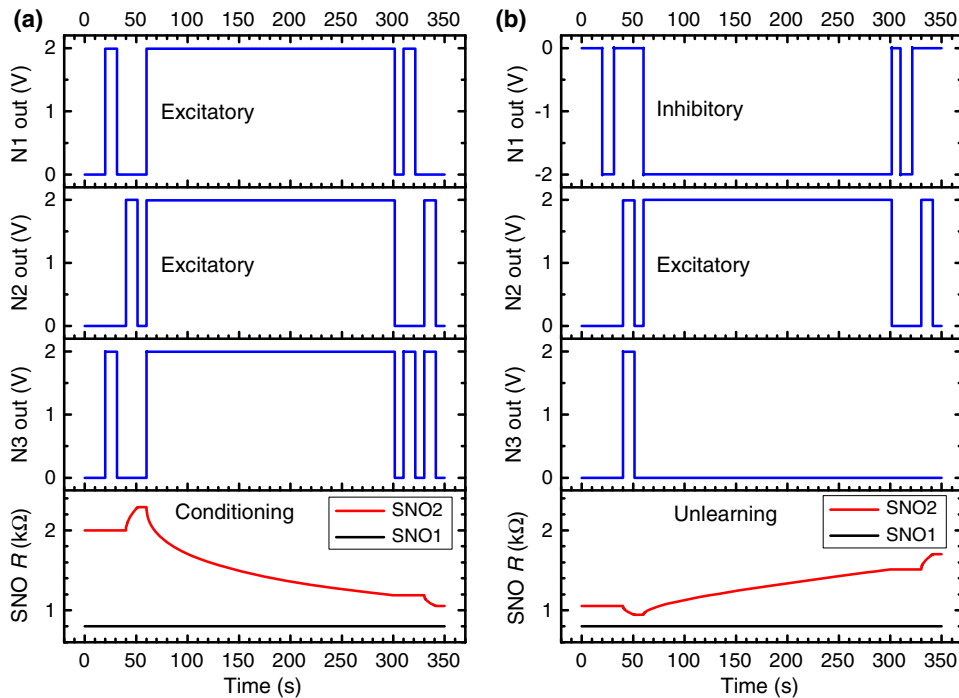 (a)
0 50 100 150 200 250 300 350
N1 out (V)
2
1
0
Excitatory
N2 out (V)
2
1
0
Excitatory
N3 out (V)
2
1
0
SNO R (kΩ)
2
1
Conditioning
SNO2
SNO1
0 50 100 150 200 250 300 350
Time (s)
(b)
0 50 100 150 200 250 300 350
N1 out (V)
0
-1
-2
Inhibitory
N2 out (V)
2
1
0
Excitatory
N3 out (V)
2
1
0
SNO R (kΩ)
2
1
Unlearning
SNO2
SNO1
0 50 100 150 200 250 300 350
Time (s)